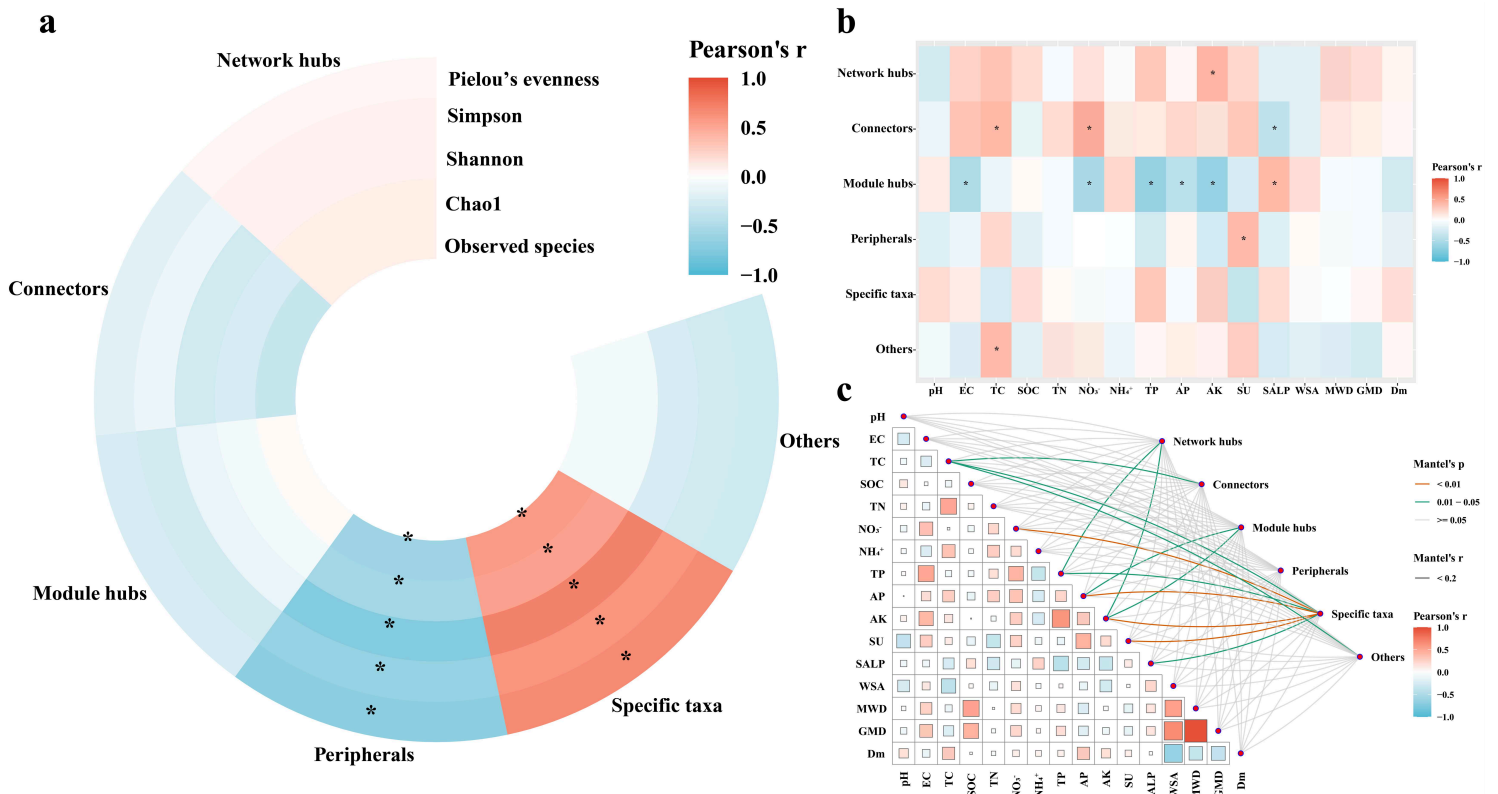 a
Network hubs
Pielou's evenness
Simpson
Shannon
Chao1
Observed species
Connectors
Module hubs
Peripherals
Specific taxa
Others
Pearson's r
1.0
0.5
0.0
−0.5
−1.0
*
*
*
*
*
*
*
*
*
*
b
Network hubs
Connectors
Module hubs
Peripherals
Specific taxa
Others
*
* * *
* * * * * *
*
*
pH EC TC SOC TN NO₃⁻ NH₄⁺ TP AP AK SU SALP WSA MWD GMD Dm
Pearson's r
1.0
0.5
0.0
−0.5
−1.0
c
pH
EC
TC
SOC
TN
NO₃⁻
NH₄⁺
TP
AP
AK
SU
SALP
WSA
MWD
GMD
Dm
Network hubs
Connectors
Module hubs
Peripherals
Specific taxa
Others
Mantel's p
< 0.01
0.01 − 0.05
>= 0.05
Mantel's r
< 0.2
Pearson's r
1.0
0.5
0.0
−0.5
−1.0
pH EC TC SOC TN NO₃⁻ NH₄⁺ TP AP AK SU ALP WSA MWD GMD Dm